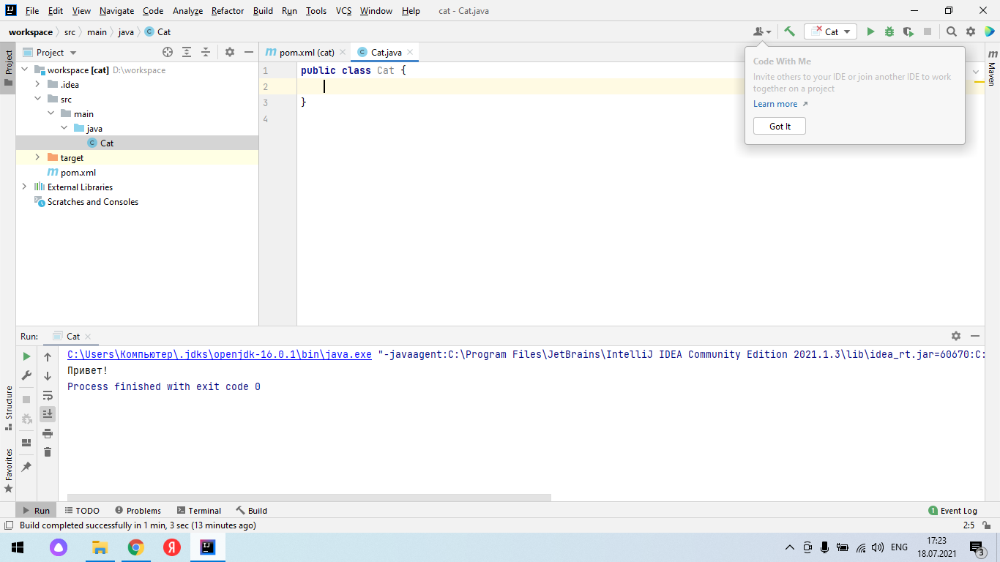 File Edit View Navigate Code Analyze Refactor Build Run Tools VCS Window Help cat - Cat.java
workspace src main java Cat
Cat
Project
pom.xml (cat)
Cat.java
Project
workspace [cat] D:\workspace
.idea
src
main
java
Cat
target
pom.xml
External Libraries
Scratches and Consoles
1 public class Cat {
2
3 }
4
Code With Me
Invite others to your IDE or join another IDE to work
together on a project
Learn more
Got It
Maven
Run: Cat
C:\Users\Компьютер\.jdks\openjdk-16.0.1\bin\java.exe "-javaagent:C:\Program Files\JetBrains\IntelliJ IDEA Community Edition 2021.1.3\lib\idea_rt.jar=60670:C:
Привет!
Process finished with exit code 0
Structure
Favorites
Run TODO Problems Terminal Build
1 Event Log
Build completed successfully in 1 min, 3 sec (13 minutes ago)
2:5
ENG
17:23
18.07.2021
3